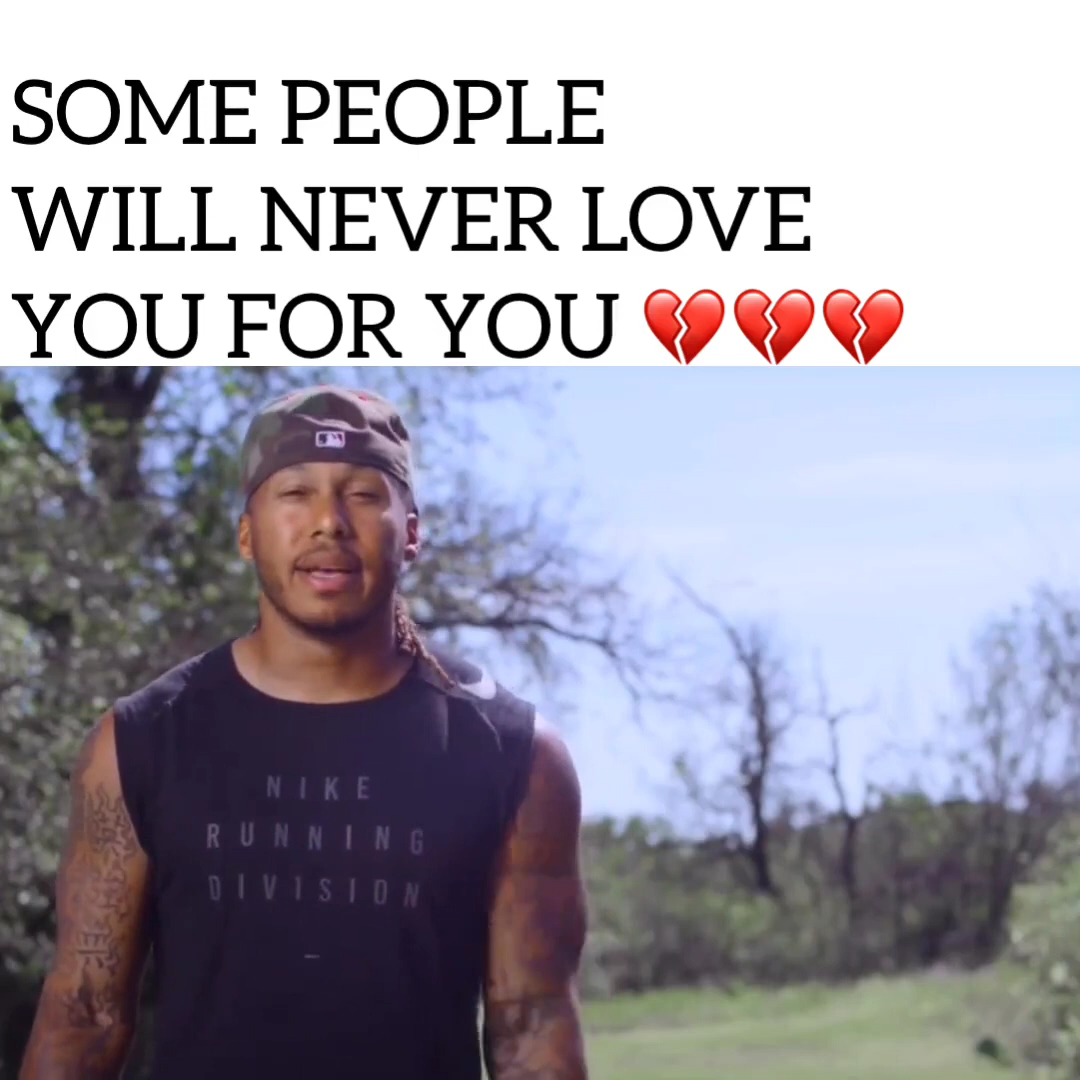 SOME PEOPLE
WILL NEVER LOVE
YOU FOR YOU 💔💔💔
NIKE
RUNNING
DIVISION